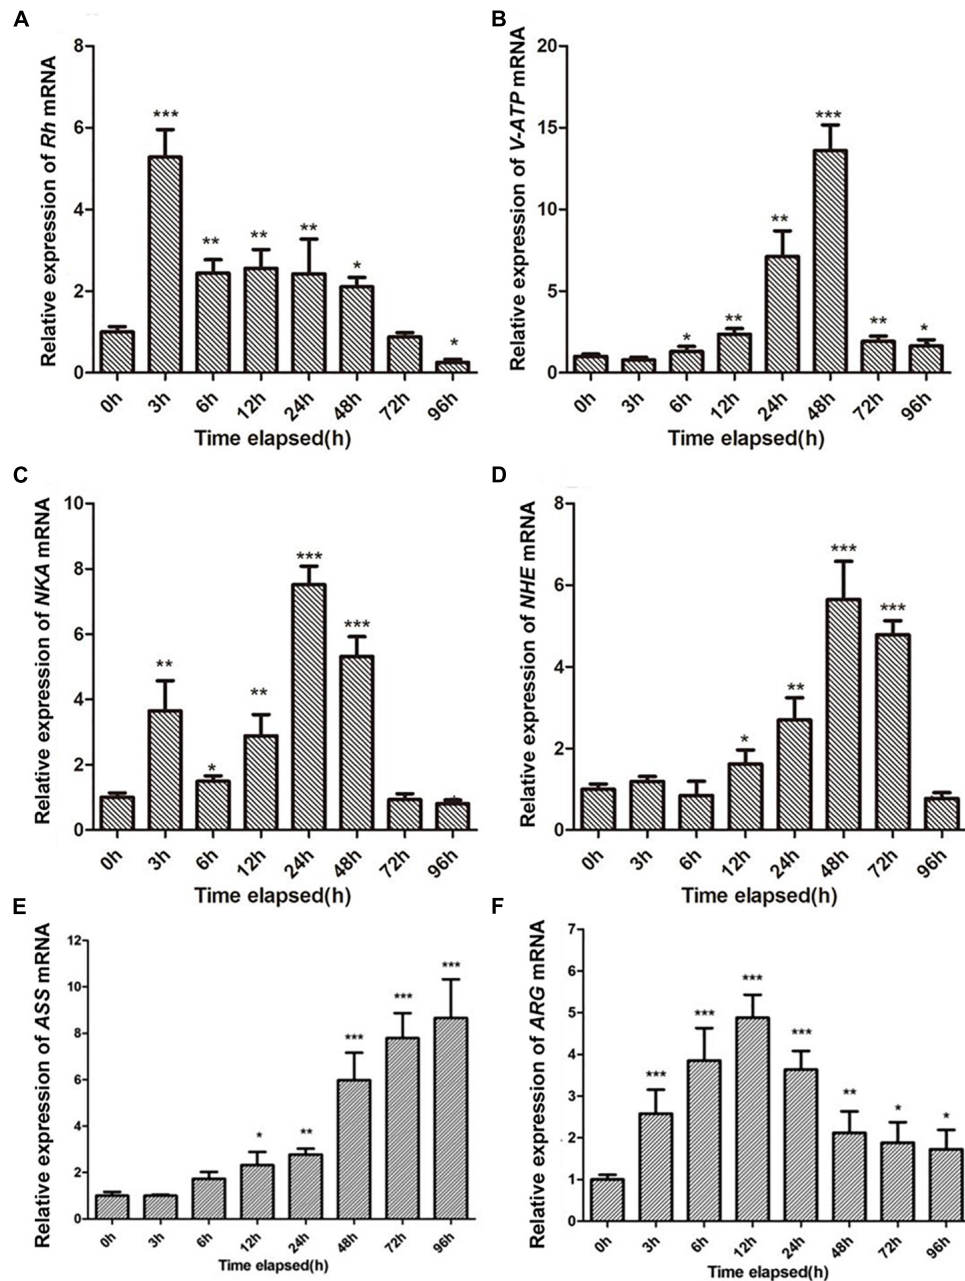 A
Relative expression of Rh mRNA
8
6
4
2
0
***
**
**
**
*
*
0h 3h 6h 12h 24h 48h 72h 96h
Time elapsed(h)
B
Relative expression of V-ATP mRNA
20
15
10
5
0
*
**
**
***
**
*
0h 3h 6h 12h 24h 48h 72h 96h
Time elapsed(h)
C
Relative expression of NKA mRNA
10
8
6
4
2
0
**
*
**
***
***
0h 3h 6h 12h 24h 48h 72h 96h
Time elapsed(h)
D
Relative expression of NHE mRNA
8
6
4
2
0
*
**
***
***
0h 3h 6h 12h 24h 48h 72h 96h
Time elapsed(h)
E
Relative expression of ASS mRNA
12
10
8
6
4
2
0
*
**
***
***
***
0h 3h 6h 12h 24h 48h 72h 96h
Time elapsed(h)
F
Relative expression of ARG mRNA
7
6
5
4
3
2
1
0
***
***
***
***
**
*
*
0h 3h 6h 12h 24h 48h 72h 96h
Time elapsed(h)